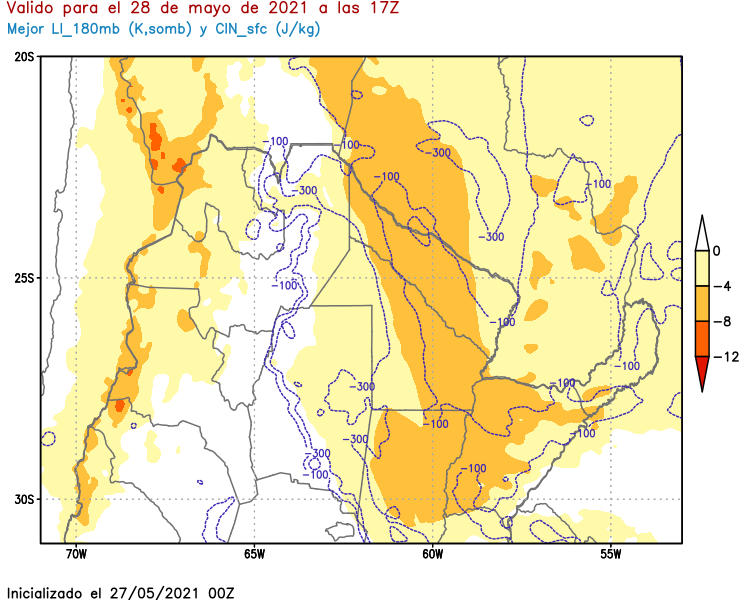 Valido para el 28 de mayo de 2021 a las 17Z
Mejor LI_180mb (K,somb) y CIN_sfc (J/kg)
20S
-100
-100
-300
-100
-100
-300
-300
0
25S
-100
-4
-100
-8
-100
-12
-300
-100
-100
-100
-300
-300
-100
-100
30S
70W
65W
60W
55W
Inicializado el 27/05/2021 00Z